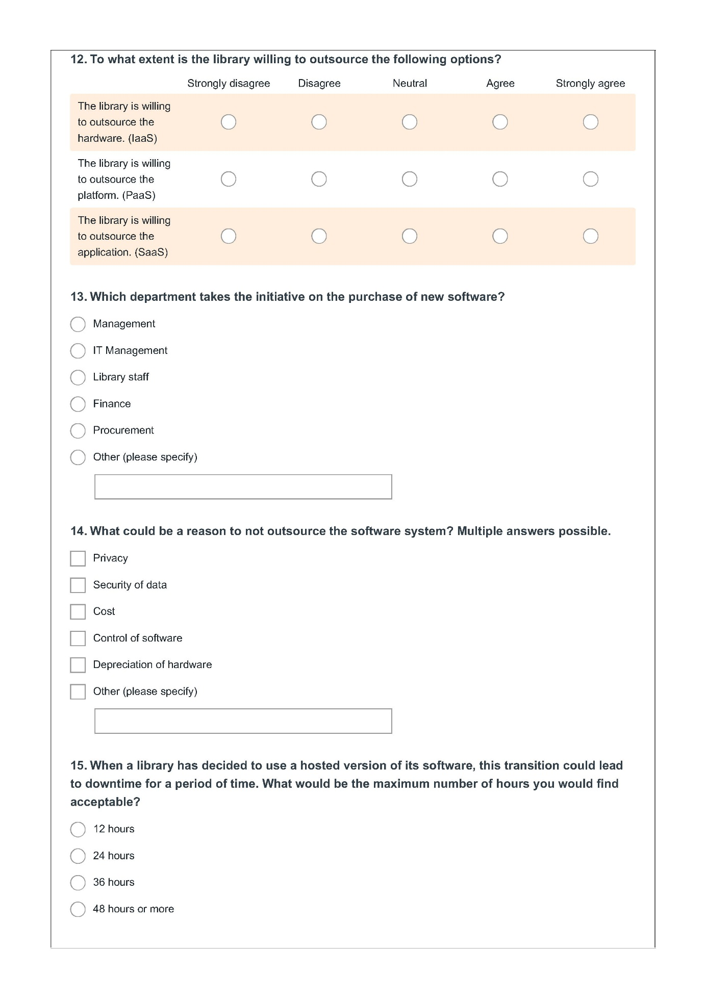 12. To what extent is the library willing to outsource the following options?
Strongly disagree Disagree Neutral Agree Strongly agree
The library is willing
to outsource the
hardware. (IaaS)
The library is willing
to outsource the
platform. (PaaS)
The library is willing
to outsource the
application. (SaaS)
13. Which department takes the initiative on the purchase of new software?
Management
IT Management
Library staff
Finance
Procurement
Other (please specify)
14. What could be a reason to not outsource the software system? Multiple answers possible.
Privacy
Security of data
Cost
Control of software
Depreciation of hardware
Other (please specify)
15. When a library has decided to use a hosted version of its software, this transition could lead
to downtime for a period of time. What would be the maximum number of hours you would find
acceptable?
12 hours
24 hours
36 hours
48 hours or more